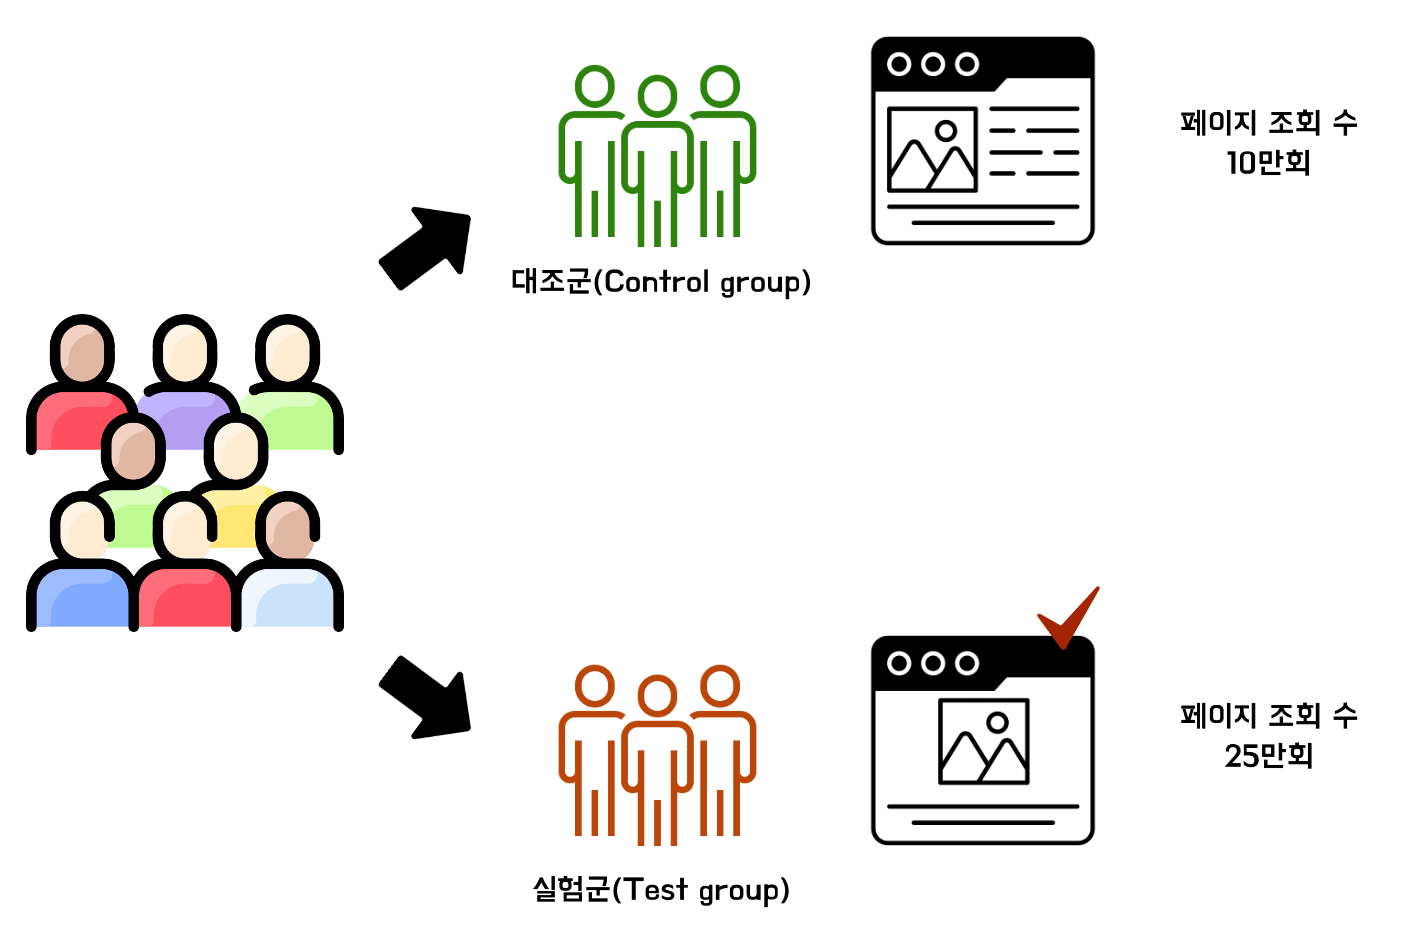 페이지 조회 수
10만회
대조군(Control group)
페이지 조회 수
25만회
실험군(Test group)